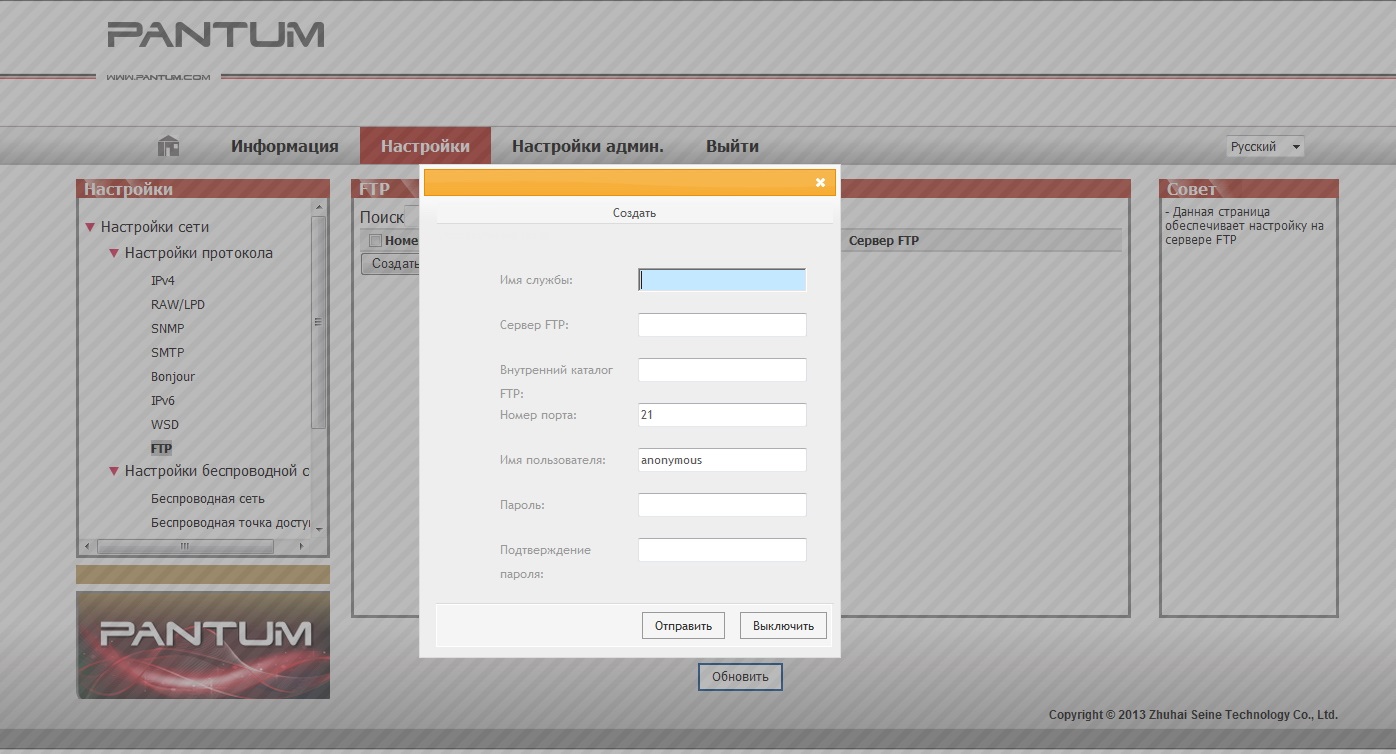 PANTUM
WWW.PANTUM.COM
Информация
Настройки
Настройки админ.
Выйти
Русский
Настройки
Настройки сети
Настройки протокола
IPv4
RAW/LPD
SNMP
SMTP
Bonjour
IPv6
WSD
FTP
Настройки беспроводной с
Беспроводная сеть
Беспроводная точка досту
PANTUM
FTP
Поиск
Номе
Сервер FTP
Создать
Создать
Имя службы:
Сервер FTP:
Внутренний каталог
FTP:
Номер порта:
21
Имя пользователя:
anonymous
Пароль:
Подтверждение
пароля:
Отправить
Выключить
Обновить
Совет
- Данная страница
обеспечивает настройку на
сервере FTP
Copyright © 2013 Zhuhai Seine Technology Co., Ltd.